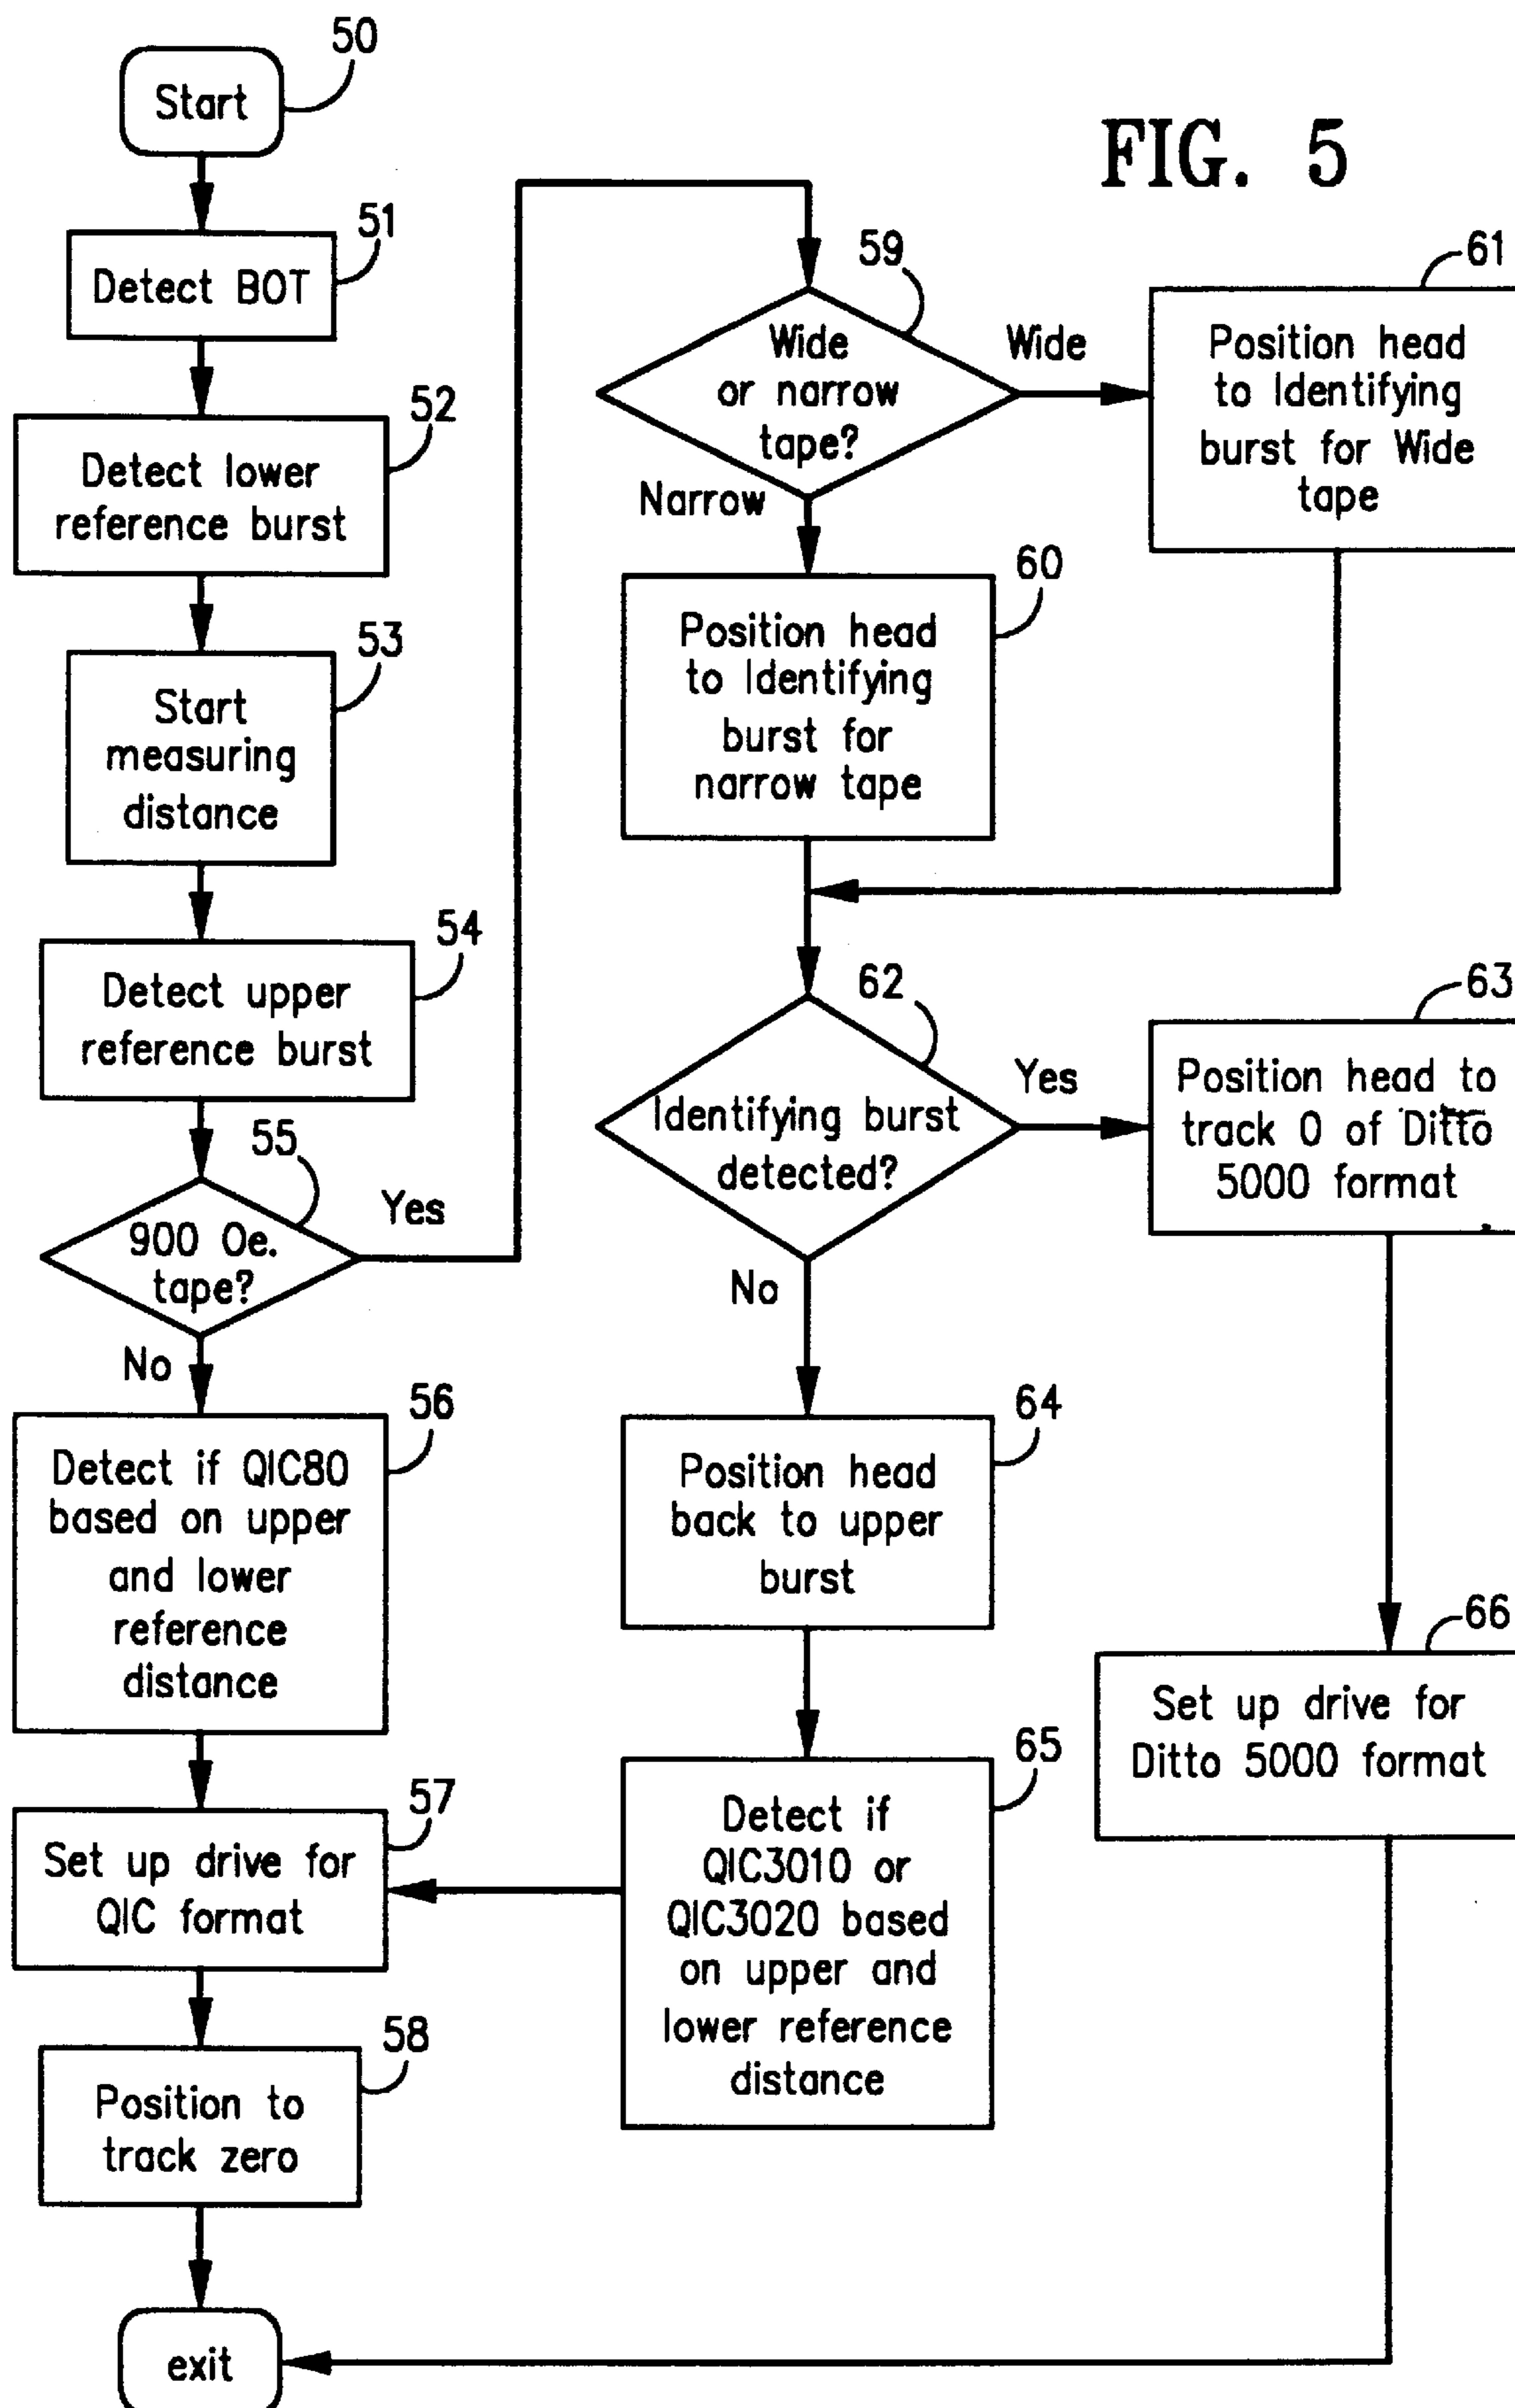 FIG. 5
50
Start
51
Detect BOT
52
Detect lower
reference burst
53
Start
measuring
distance
54
Detect upper
reference burst
55
900 Oe.
tape?
Yes
No
56
Detect if QIC80
based on upper
and lower
reference
distance
57
Set up drive for
QIC format
58
Position to
track zero
exit
59
Wide
or narrow
tape?
Wide
Narrow
60
Position head
to Identifying
burst for
narrow tape
61
Position head
to Identifying
burst for Wide
tape
62
Identifying burst
detected?
Yes
No
63
Position head to
track 0 of Ditto
5000 format
64
Position head
back to upper
burst
65
Detect if
QIC3010 or
QIC3020 based
on upper and
lower reference
distance
66
Set up drive for
Ditto 5000 format